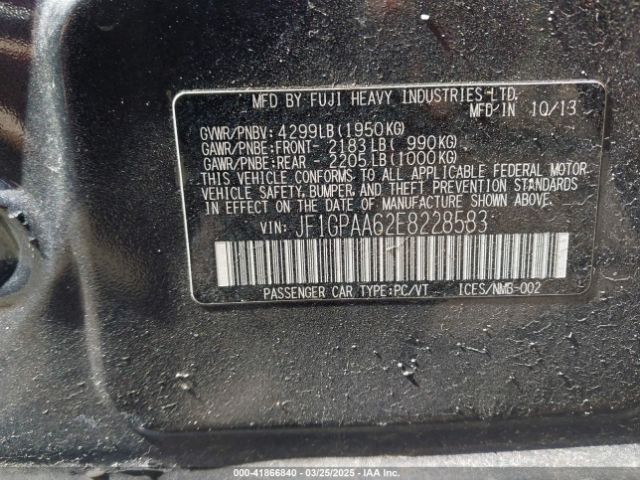 MFD BY FUJI HEAVY INDUSTRIES LTD.
MFD IN 10/13
GVWR/PNBV: 4299LB(1950KG)
GAWR/PNBE:FRONT- 2183LB( 990KG)
GAWR/PNBE:REAR - 2205LB(1000KG)
THIS VEHICLE CONFORMS TO ALL APPLICABLE FEDERAL MOTOR
VEHICLE SAFETY, BUMPER, AND THEFT PREVENTION STANDARDS
IN EFFECT ON THE DATE OF MANUFACTURE SHOWN ABOVE.
VIN: JF1GPAA62E8228583
PASSENGER CAR TYPE:PC/VT ICES/NMB-002
000-41866840 - 03/25/2025 - IAA Inc.